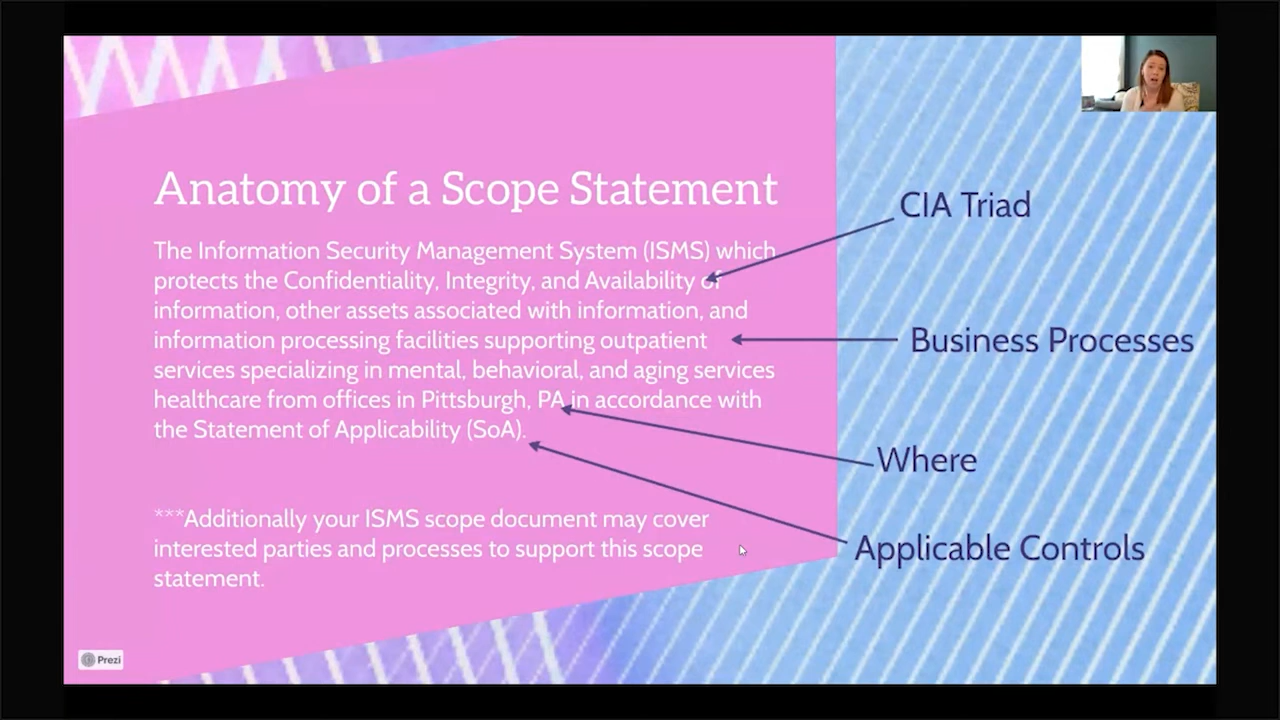 Anatomy of a Scope Statement
The Information Security Management System (ISMS) which
protects the Confidentiality, Integrity, and Availability of
information, other assets associated with information, and
information processing facilities supporting outpatient
services specializing in mental, behavioral, and aging services
healthcare from offices in Pittsburgh, PA in accordance with
the Statement of Applicability (SoA).
***Additionally your ISMS scope document may cover
interested parties and processes to support this scope
statement.
CIA Triad
Business Processes
Where
Applicable Controls
Prezi